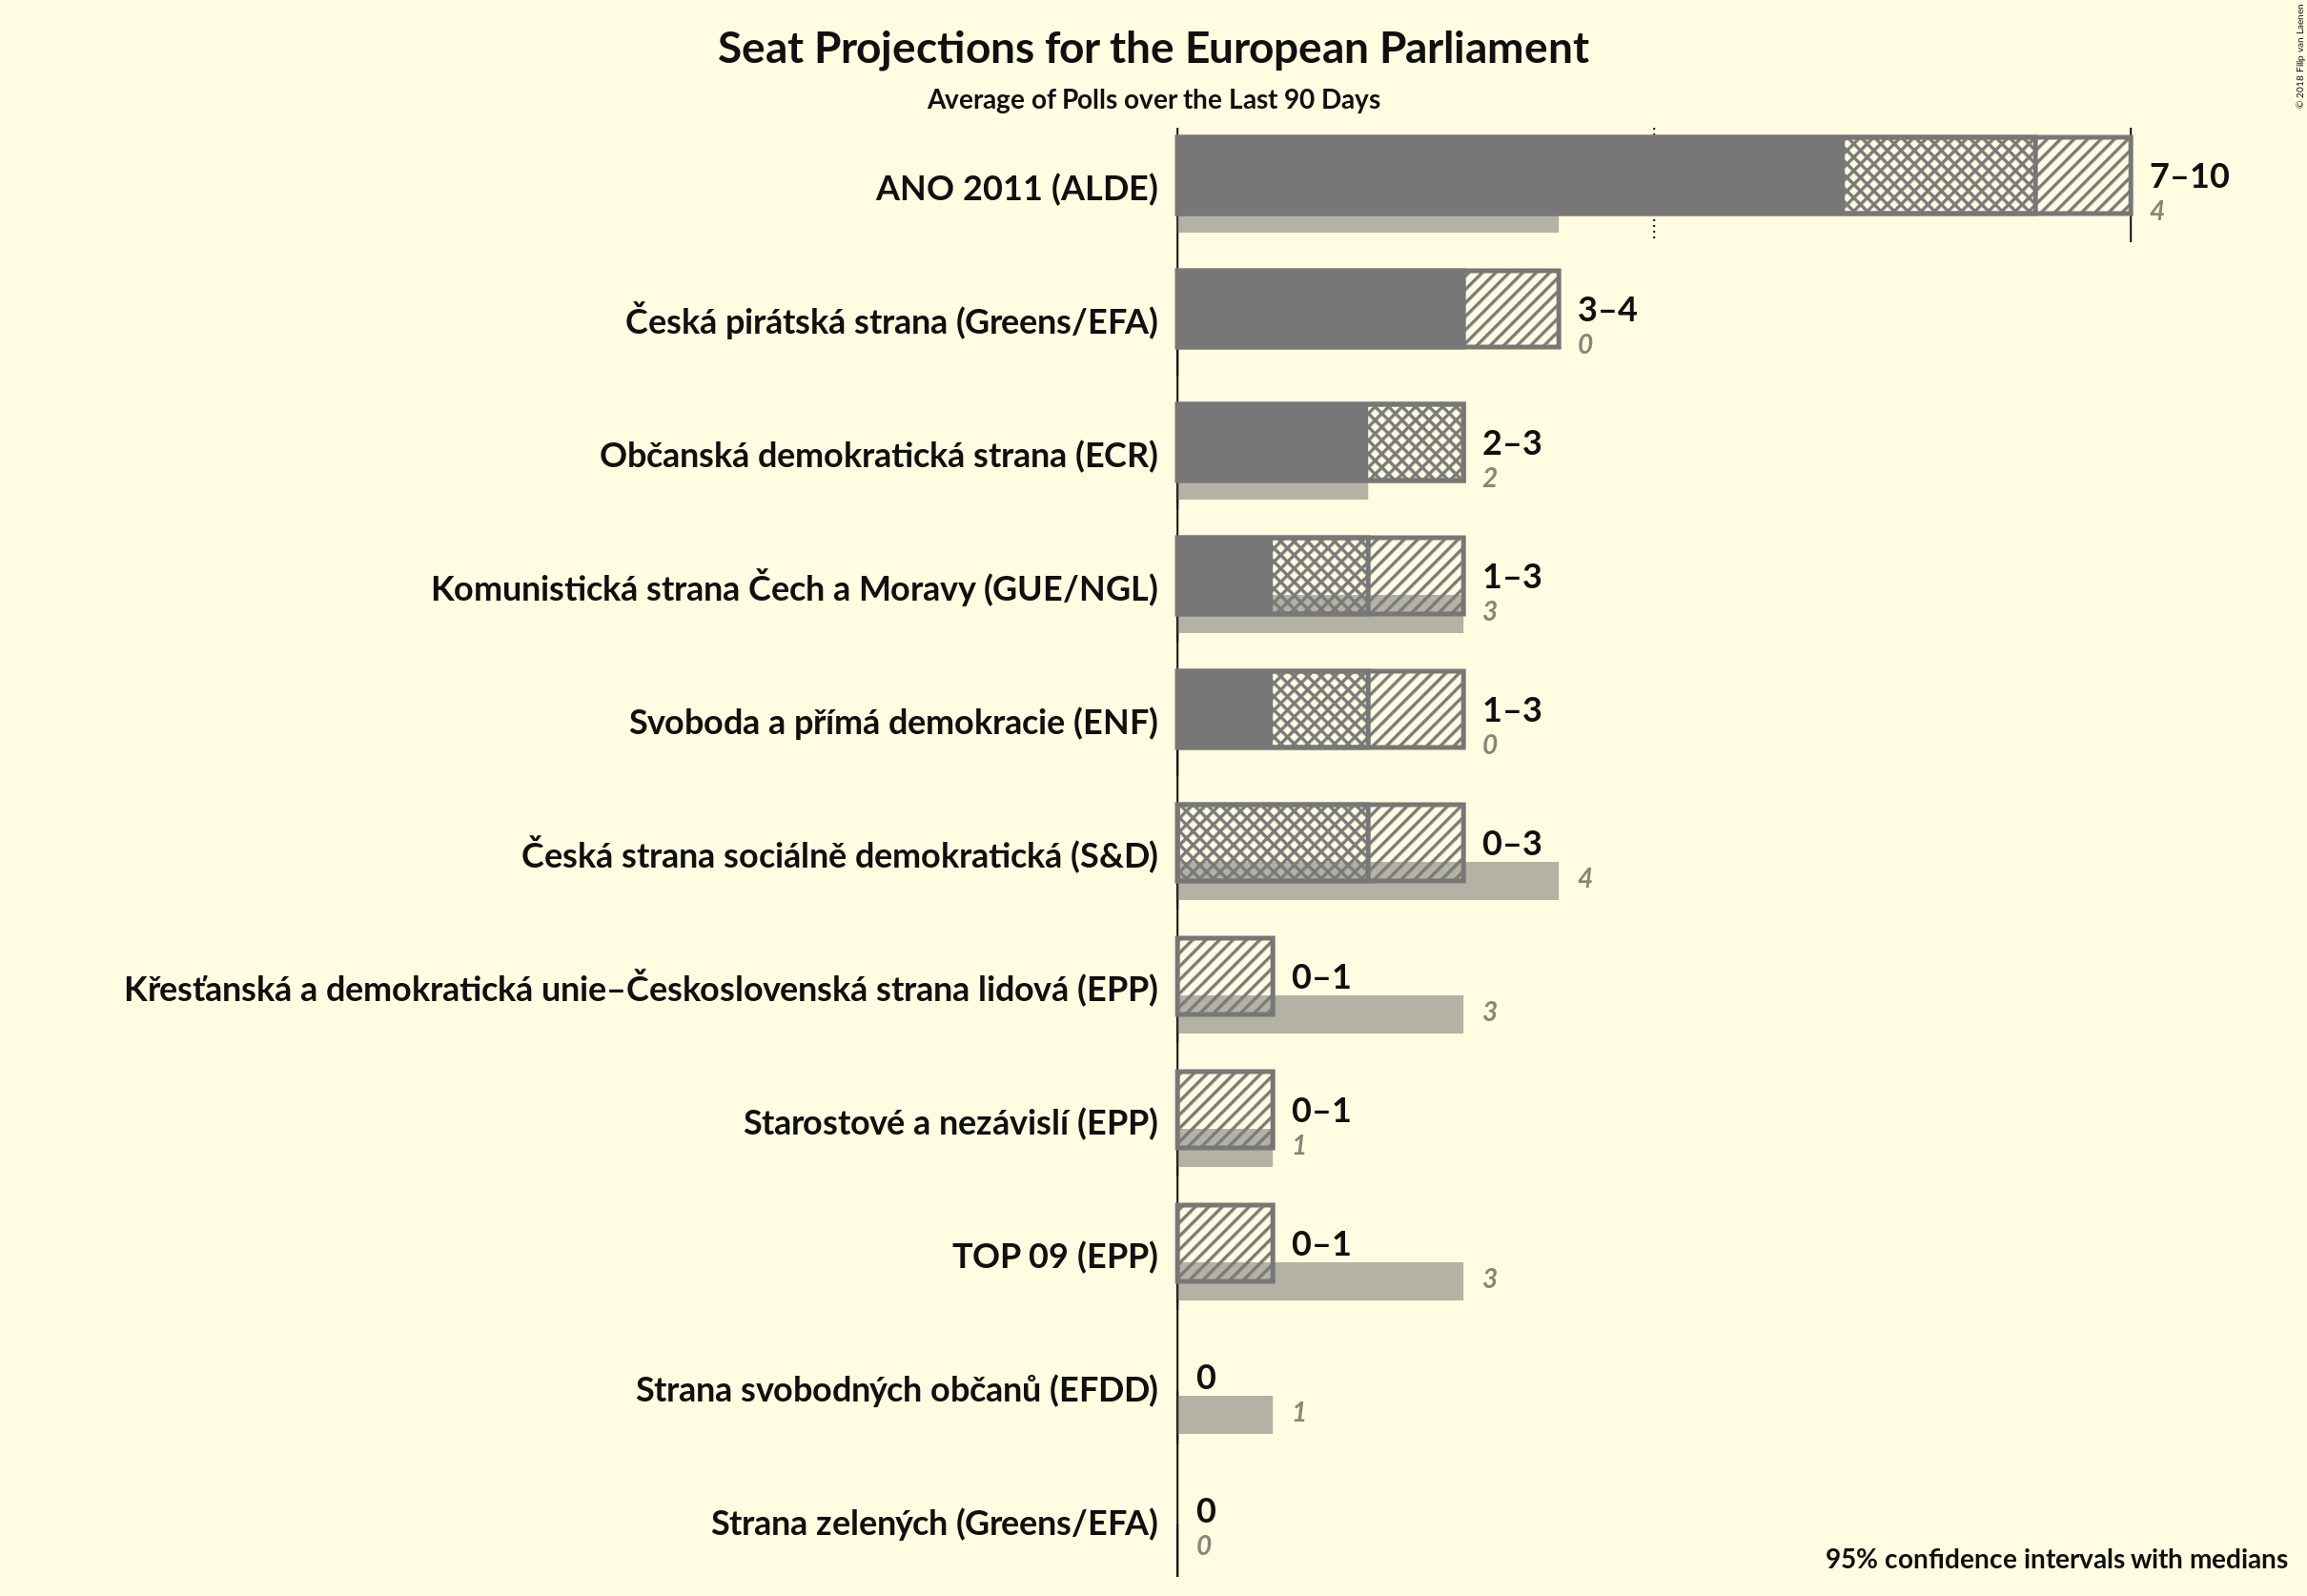 Seat Projections for the European Parliament
Average of Polls over the Last 90 Days
© 2018 Filip van Laenen
ANO 2011 (ALDE)
7–10
4
Česká pirátská strana (Greens/EFA)
3–4
0
Občanská demokratická strana (ECR)
2–3
2
Komunistická strana Čech a Moravy (GUE/NGL)
1–3
3
Svoboda a přímá demokracie (ENF)
1–3
0
Česká strana sociálně demokratická (S&D)
0–3
4
Křesťanská a demokratická unie–Československá strana lidová (EPP)
0–1
3
Starostové a nezávislí (EPP)
0–1
1
TOP 09 (EPP)
0–1
3
Strana svobodných občanů (EFDD)
0
1
Strana zelených (Greens/EFA)
0
0
95% confidence intervals with medians